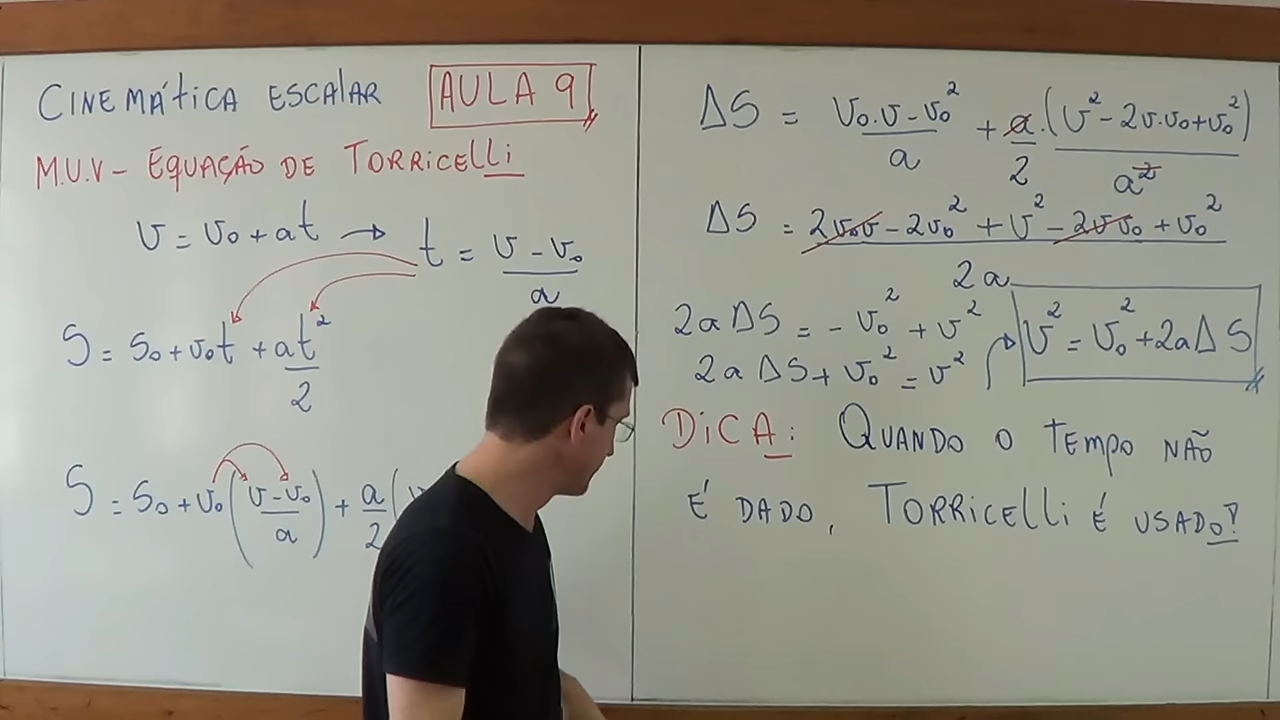 CINEMÁTICA ESCALAR AULA 9
M.U.V - EQUAÇÃO DE TORRICELLI
v = v₀ + at → t = (v - v₀)/a
S = S₀ + v₀t + at²/2
S = S₀ + v₀((v - v₀)/a) + a/2 (v
ΔS = (v₀.v - v₀²)/a + a/2.(v² - 2v.v₀ + v₀²)/a²
ΔS = (2v₀v - 2v₀² + v² - 2vv₀ + v₀²)/2a
2aΔS = - v₀² + v²
2aΔS + v₀² = v² → v² = v₀² + 2aΔS
DICA: QUANDO O TEMPO NÃO
É DADO, TORRICELLI É USADO!